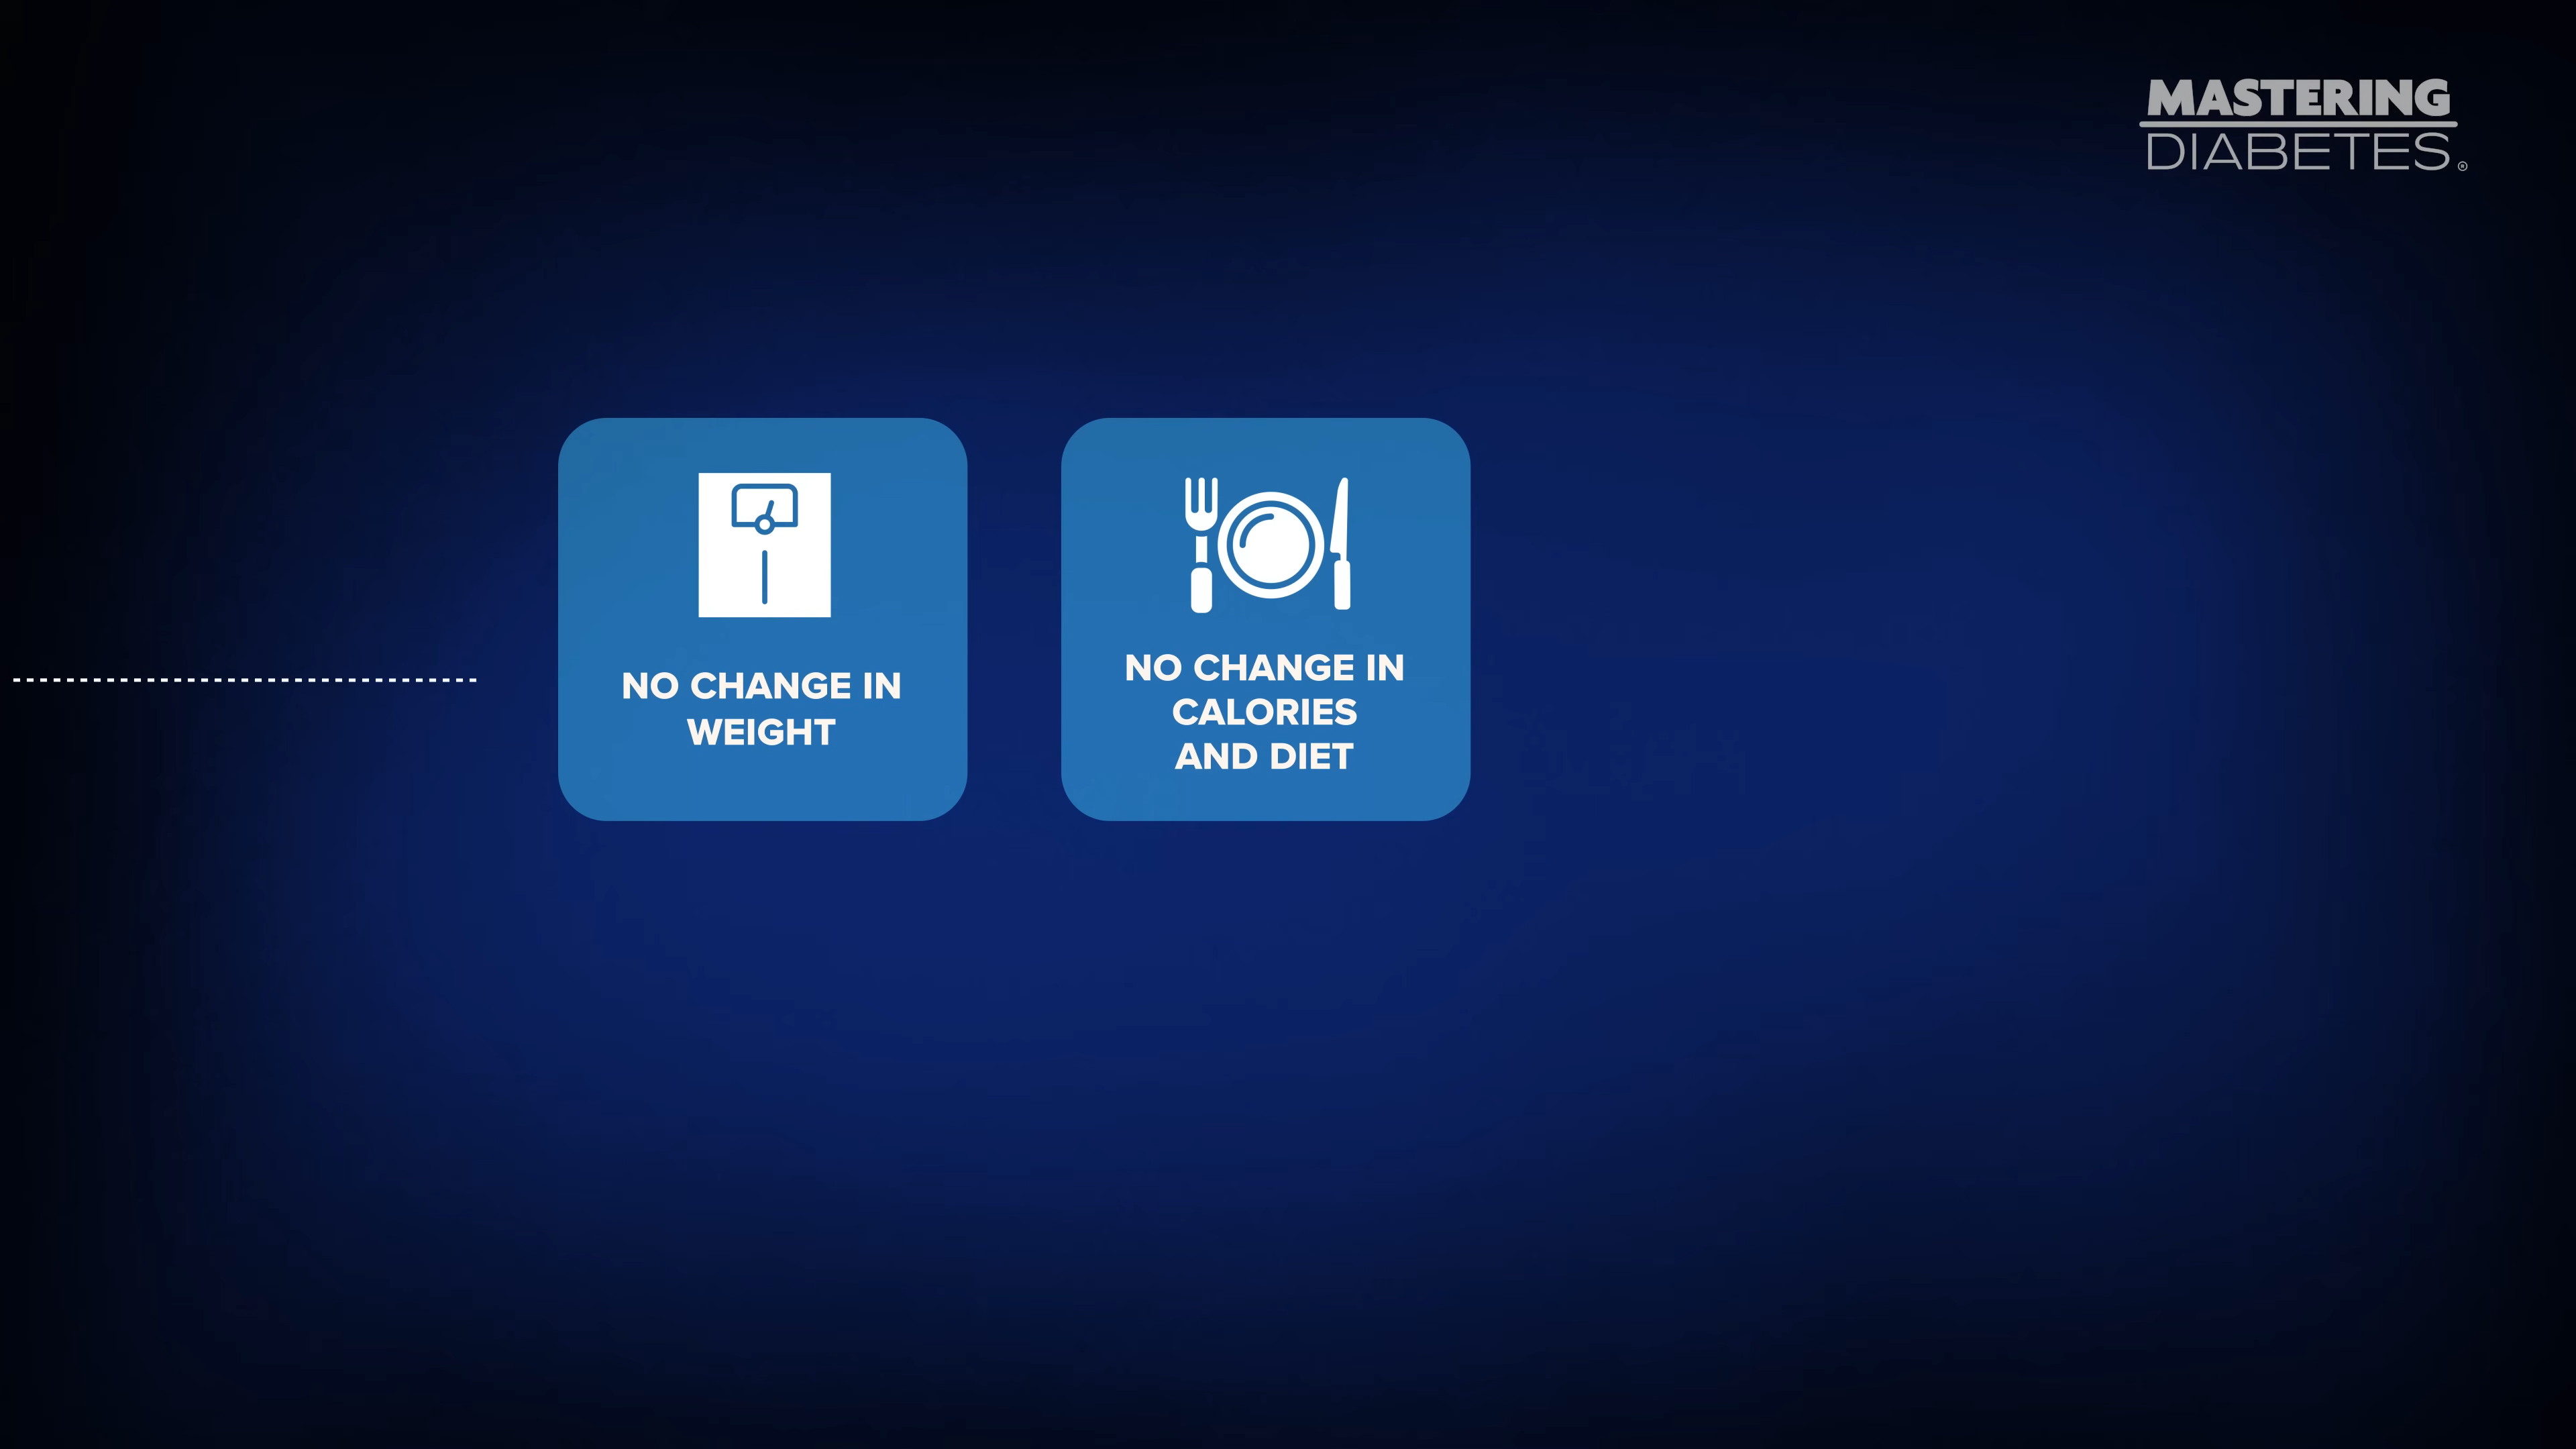 MASTERING
DIABETES®
NO CHANGE IN
WEIGHT
NO CHANGE IN
CALORIES
AND DIET